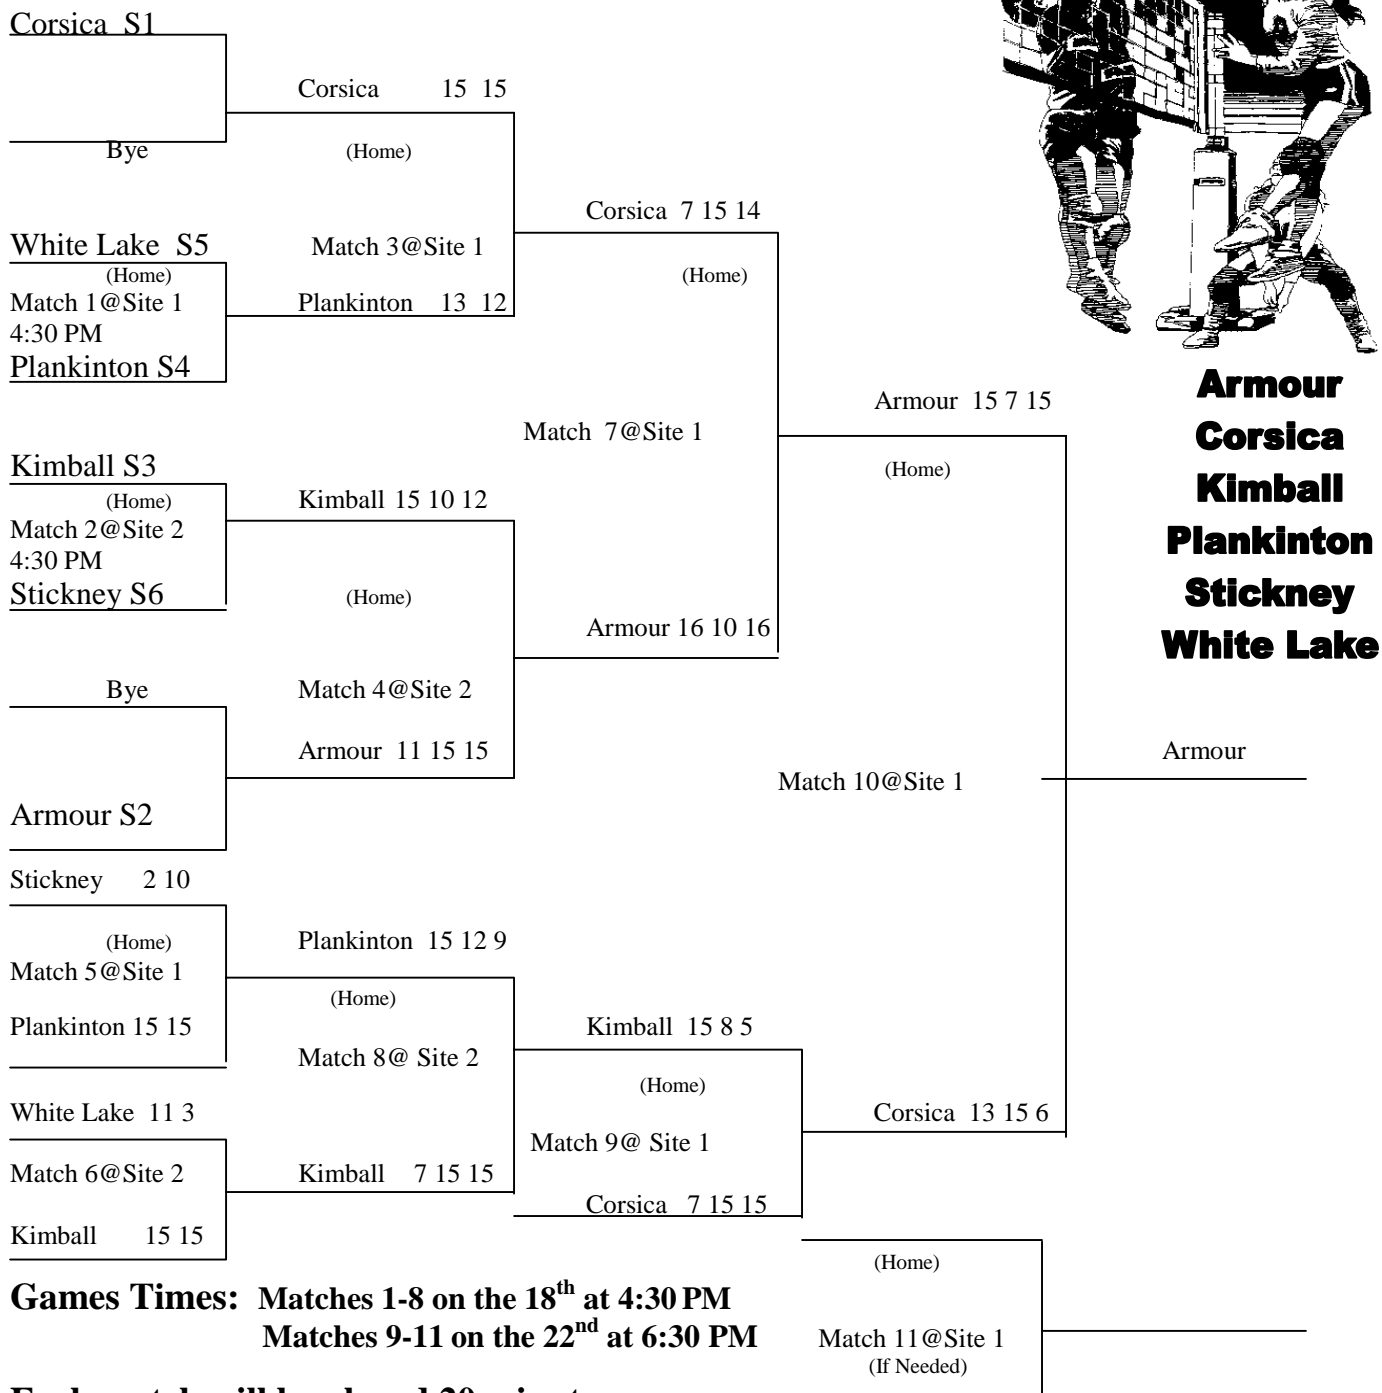 Corsica S1
Corsica 15 15
Bye
(Home)
Corsica 7 15 14
White Lake S5
Match 3@Site 1
(Home)
(Home)
Match 1@Site 1
Plankinton 13 12
4:30 PM
Plankinton S4
Armour
Armour 15 7 15
Match 7@Site 1
Corsica
Kimball S3
(Home)
Kimball
(Home)
Kimball 15 10 12
Match 2@Site 2
Plankinton
4:30 PM
Stickney S6
(Home)
Stickney
Armour 16 10 16
White Lake
Bye
Match 4@Site 2
Armour 11 15 15
Armour
Match 10@Site 1
Armour S2
Stickney 2 10
(Home)
Plankinton 15 12 9
Match 5@Site 1
(Home)
Plankinton 15 15
Kimball 15 8 5
Match 8@ Site 2
(Home)
White Lake 11 3
Corsica 13 15 6
Match 9@ Site 1
Match 6@Site 2
Kimball 7 15 15
Corsica 7 15 15
Kimball 15 15
(Home)
Games Times: Matches 1-8 on the 18th at 4:30 PM
Matches 9-11 on the 22nd at 6:30 PM
Match 11@Site 1
(If Needed)